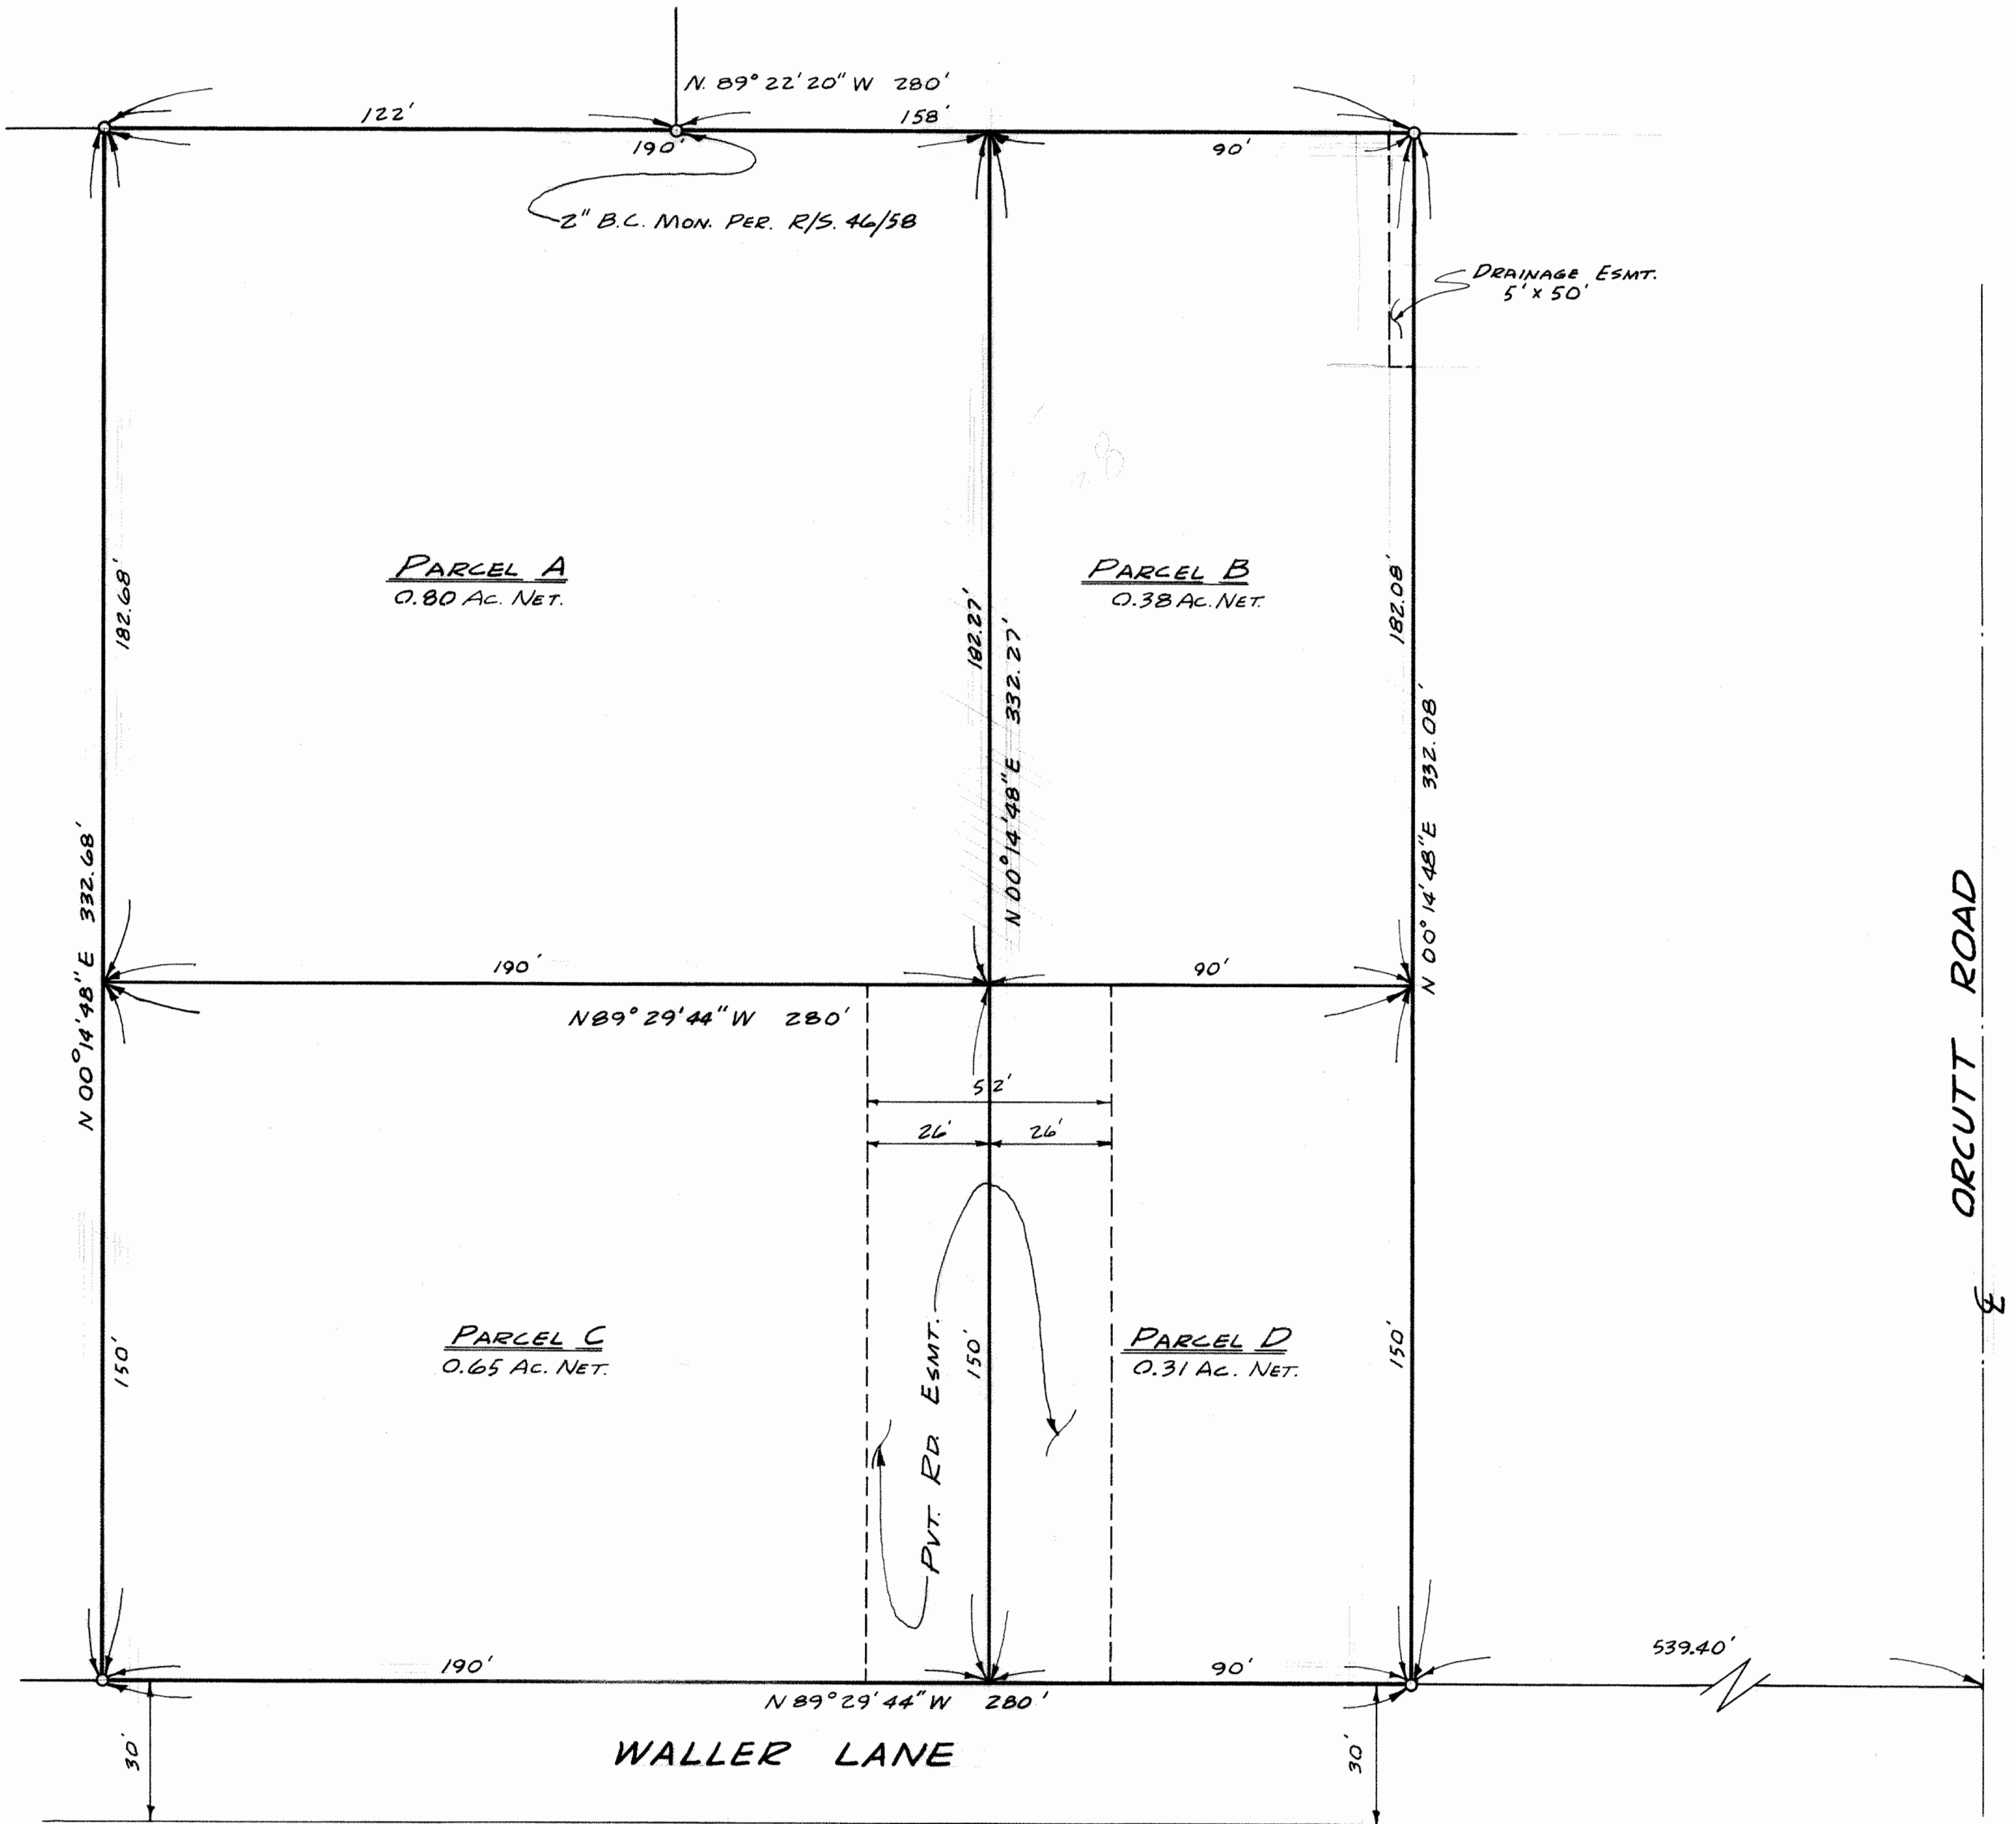 N. 89° 22' 20" W 280'
122'
158'
190'
90'
2" B.C. MON. PER. R/S. 46/58
DRAINAGE ESMT.
5' x 50'
PARCEL A
0.80 AC. NET.
PARCEL B
0.38 AC. NET.
182.68'
182.27'
N 00° 14' 48" E 332.27'
182.08'
N 00° 14' 48" E 332.08'
N 00° 14' 48" E 332.68'
190'
90'
N 89° 29' 44" W 280'
52'
26'
26'
ORCUTT ROAD
℄
PARCEL C
0.65 AC. NET.
PARCEL D
0.31 AC. NET.
150'
PVT. RD. ESMT.
150'
150'
190'
90'
539.40'
N 89° 29' 44" W 280'
30'
WALLER LANE
30'